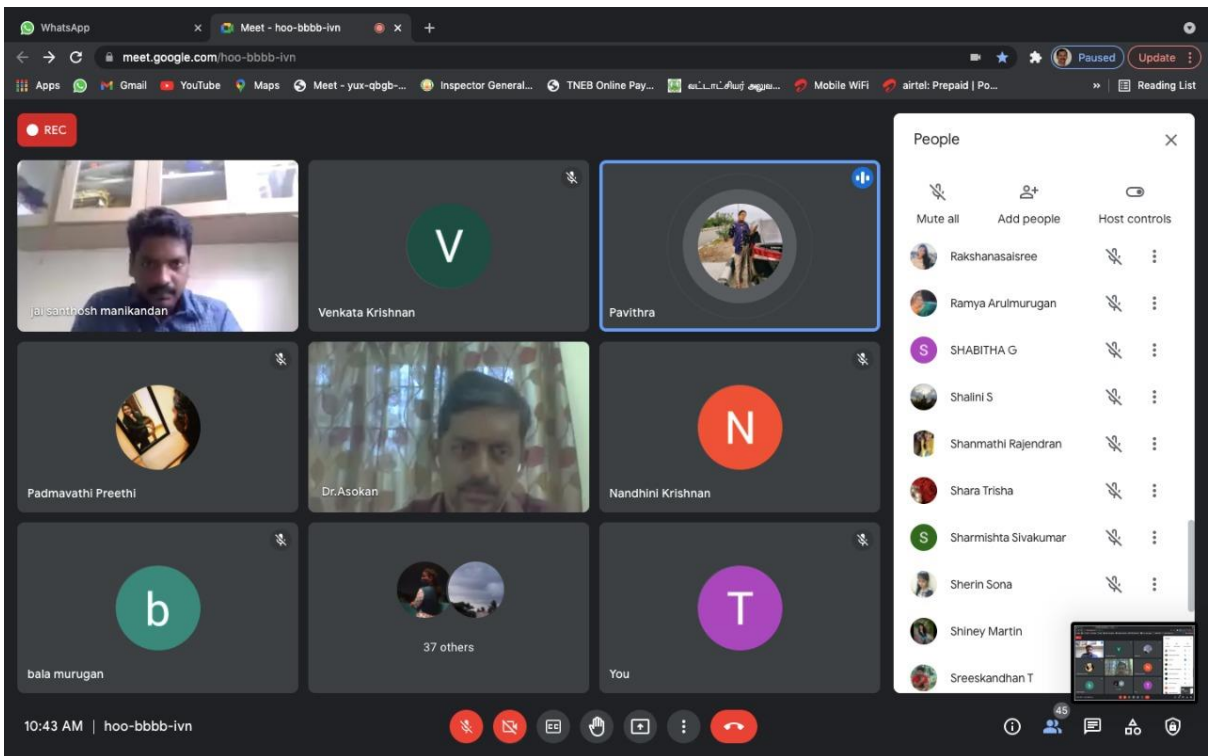 WhatsApp
Meet - hoo-bbbb-ivn
meet.google.com/hoo-bbbb-ivn
Paused
Update
Apps
Gmail
YouTube
Maps
Meet - yux-qbgb-...
Inspector General...
TNEB Online Pay...
வட்டாட்சியர் அலுவ...
Mobile WiFi
airtel: Prepaid | Po...
»
Reading List
REC
jai santhosh manikandan
V
Venkata Krishnan
Pavithra
Padmavathi Preethi
Dr.Asokan
N
Nandhini Krishnan
b
bala murugan
37 others
T
You
People
Mute all
Add people
Host controls
Rakshanasaisree
Ramya Arulmurugan
S
SHABITHA G
Shalini S
Shanmathi Rajendran
Shara Trisha
S
Sharmishta Sivakumar
Sherin Sona
Shiney Martin
Sreeskandhan T
10:43 AM | hoo-bbbb-ivn
CC
45